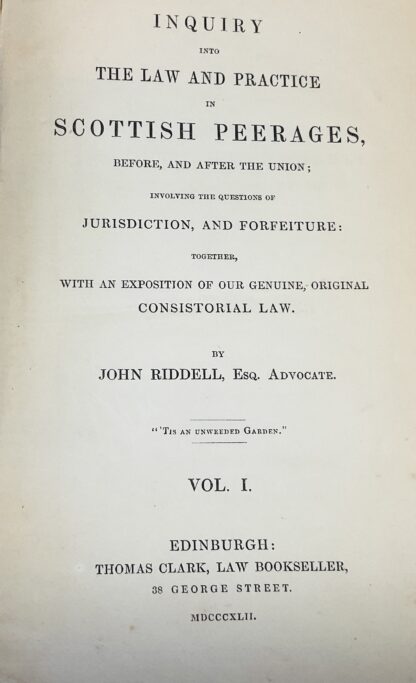 INQUIRY
INTO
THE LAW AND PRACTICE
IN
SCOTTISH PEERAGES,
BEFORE, AND AFTER THE UNION;
INVOLVING THE QUESTIONS OF
JURISDICTION, AND FORFEITURE:
TOGETHER,
WITH AN EXPOSITION OF OUR GENUINE, ORIGINAL
CONSISTORIAL LAW.
BY
JOHN RIDDELL, Esq. Advocate.
"'Tis an unweeded Garden."
VOL. I.
EDINBURGH:
THOMAS CLARK, LAW BOOKSELLER,
38 GEORGE STREET.
MDCCCXLII.